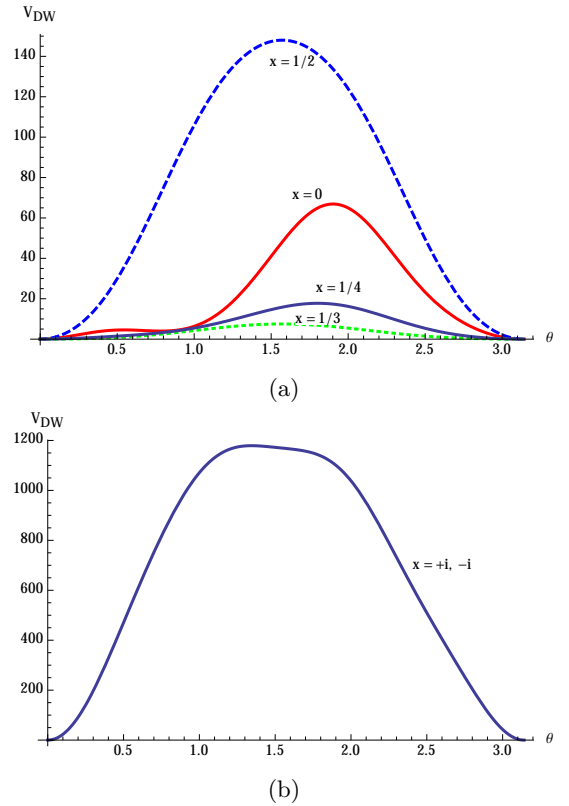 V_DW
140
120
100
80
60
40
20
x = 1/2
x = 0
x = 1/4
x = 1/3
0.5 1.0 1.5 2.0 2.5 3.0 θ
(a)
V_DW
1200
1000
800
600
400
200
x = +i, −i
0.5 1.0 1.5 2.0 2.5 3.0 θ
(b)